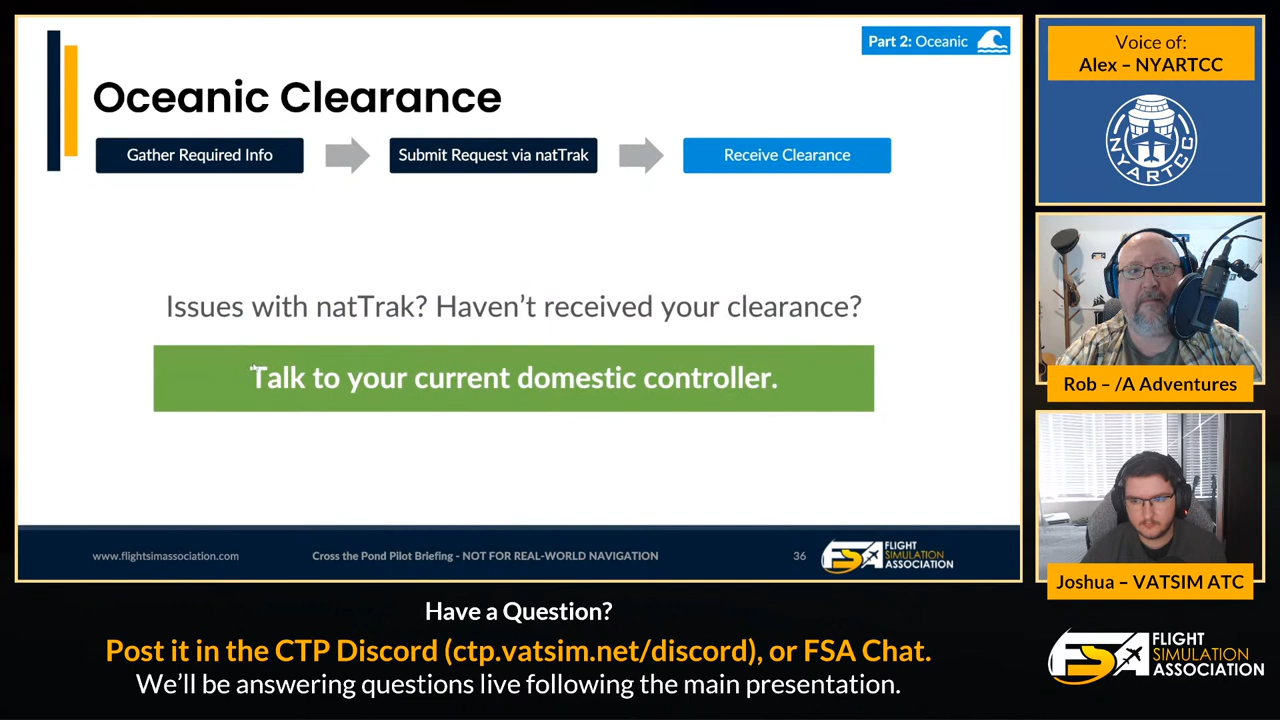 Part 2: Oceanic
Oceanic Clearance
Gather Required Info
Submit Request via natTrak
Receive Clearance
Issues with natTrak? Haven't received your clearance?
Talk to your current domestic controller.
www.flightsimassociation.com
Cross the Pond Pilot Briefing - NOT FOR REAL-WORLD NAVIGATION
36
FSA FLIGHT
SIMULATION
ASSOCIATION
Voice of:
Alex – NYARTCC
NYARTCC
Rob – /A Adventures
Joshua – VATSIM ATC
Have a Question?
Post it in the CTP Discord (ctp.vatsim.net/discord), or FSA Chat.
We'll be answering questions live following the main presentation.
FSA FLIGHT
SIMULATION
ASSOCIATION